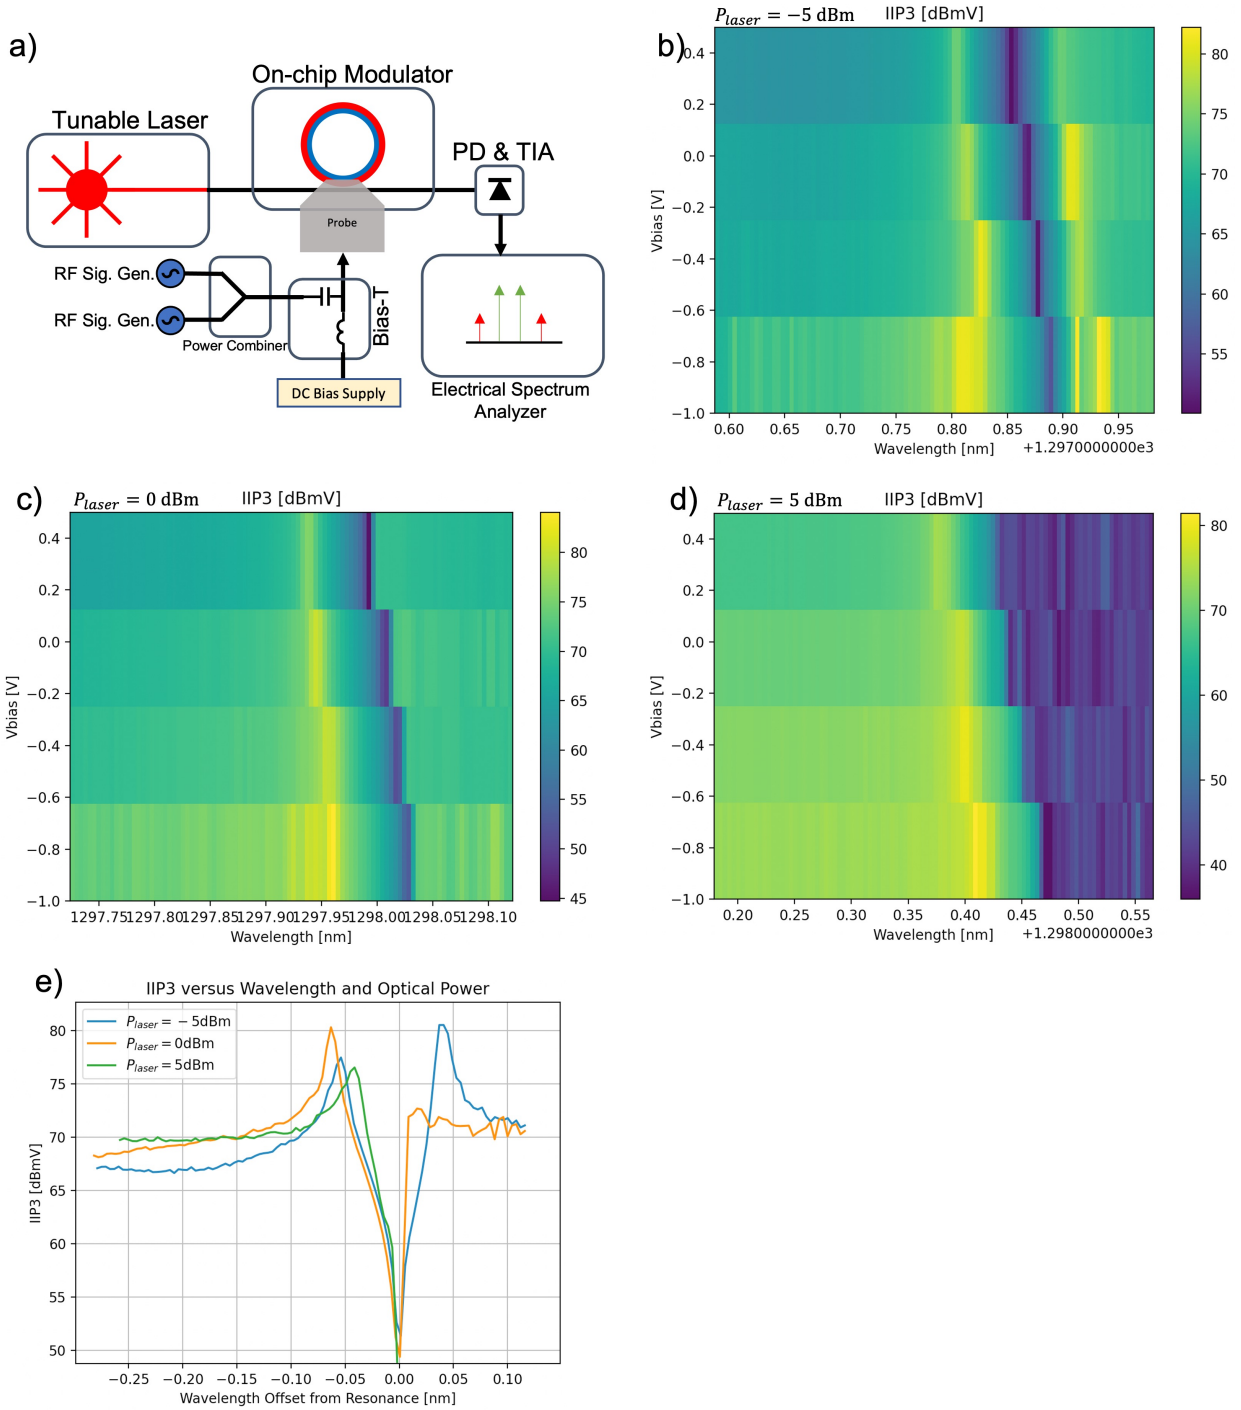 a)
On-chip Modulator
Tunable Laser
PD & TIA
Probe
RF Sig. Gen.
RF Sig. Gen.
Power Combiner
Bias-T
DC Bias Supply
Electrical Spectrum
Analyzer
b)
P_laser = −5 dBm IIP3 [dBmV]
0.4
0.2
0.0
−0.2
−0.4
−0.6
−0.8
−1.0
Vbias [V]
0.60 0.65 0.70 0.75 0.80 0.85 0.90 0.95
Wavelength [nm] +1.2970000000e3
80
75
70
65
60
55
c)
P_laser = 0 dBm IIP3 [dBmV]
0.4
0.2
0.0
−0.2
−0.4
−0.6
−0.8
−1.0
Vbias [V]
1297.75 1297.80 1297.85 1297.90 1297.95 1298.00 1298.05 1298.10
Wavelength [nm]
80
75
70
65
60
55
50
45
d)
P_laser = 5 dBm IIP3 [dBmV]
0.4
0.2
0.0
−0.2
−0.4
−0.6
−0.8
−1.0
Vbias [V]
0.20 0.25 0.30 0.35 0.40 0.45 0.50 0.55
Wavelength [nm] +1.2980000000e3
80
70
60
50
40
e)
IIP3 versus Wavelength and Optical Power
P_laser = −5dBm
P_laser = 0dBm
P_laser = 5dBm
80
75
70
65
60
55
50
IIP3 [dBmV]
−0.25 −0.20 −0.15 −0.10 −0.05 0.00 0.05 0.10
Wavelength Offset from Resonance [nm]